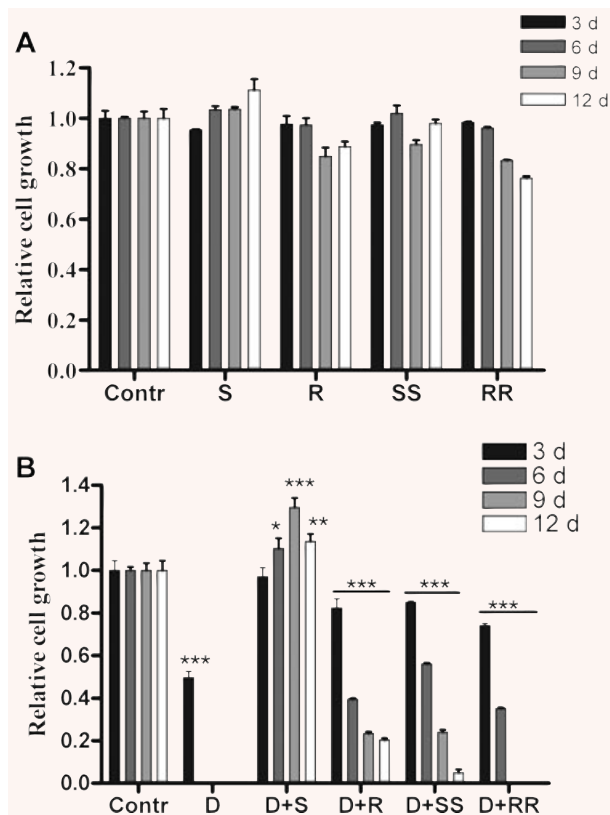 A
3 d
6 d
9 d
12 d
Relative cell growth
1.2
1.0
0.8
0.6
0.4
0.2
0.0
Contr S R SS RR
B
3 d
6 d
9 d
12 d
Relative cell growth
1.4
1.2
1.0
0.8
0.6
0.4
0.2
0.0
***
*
***
**
***
***
***
Contr D D+S D+R D+SS D+RR